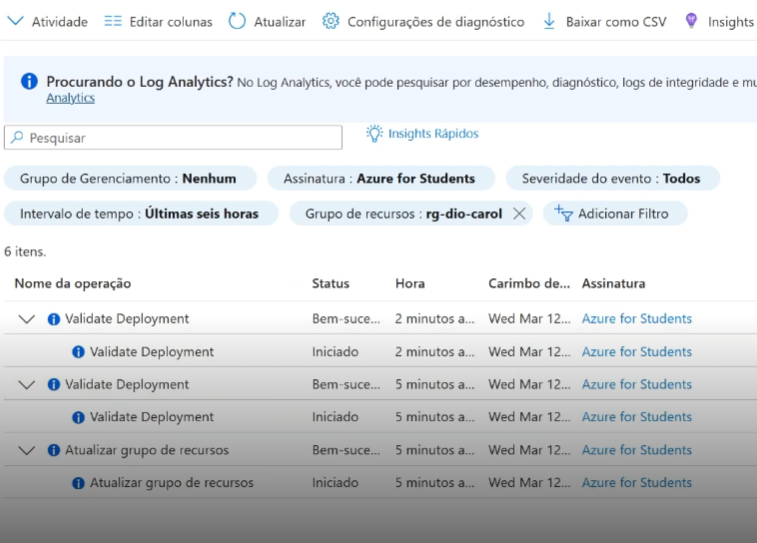 Atividade Editar colunas Atualizar Configurações de diagnóstico Baixar como CSV Insights
Procurando o Log Analytics? No Log Analytics, você pode pesquisar por desempenho, diagnóstico, logs de integridade e mu
Analytics
Pesquisar
Insights Rápidos
Grupo de Gerenciamento : Nenhum Assinatura : Azure for Students Severidade do evento : Todos
Intervalo de tempo : Últimas seis horas Grupo de recursos : rg-dio-carol Adicionar Filtro
6 itens.
Nome da operação Status Hora Carimbo de... Assinatura
Validate Deployment Bem-suce... 2 minutos a... Wed Mar 12... Azure for Students
Validate Deployment Iniciado 2 minutos a... Wed Mar 12... Azure for Students
Validate Deployment Bem-suce... 5 minutos a... Wed Mar 12... Azure for Students
Validate Deployment Iniciado 5 minutos a... Wed Mar 12... Azure for Students
Atualizar grupo de recursos Bem-suce... 5 minutos a... Wed Mar 12... Azure for Students
Atualizar grupo de recursos Iniciado 5 minutos a... Wed Mar 12... Azure for Students